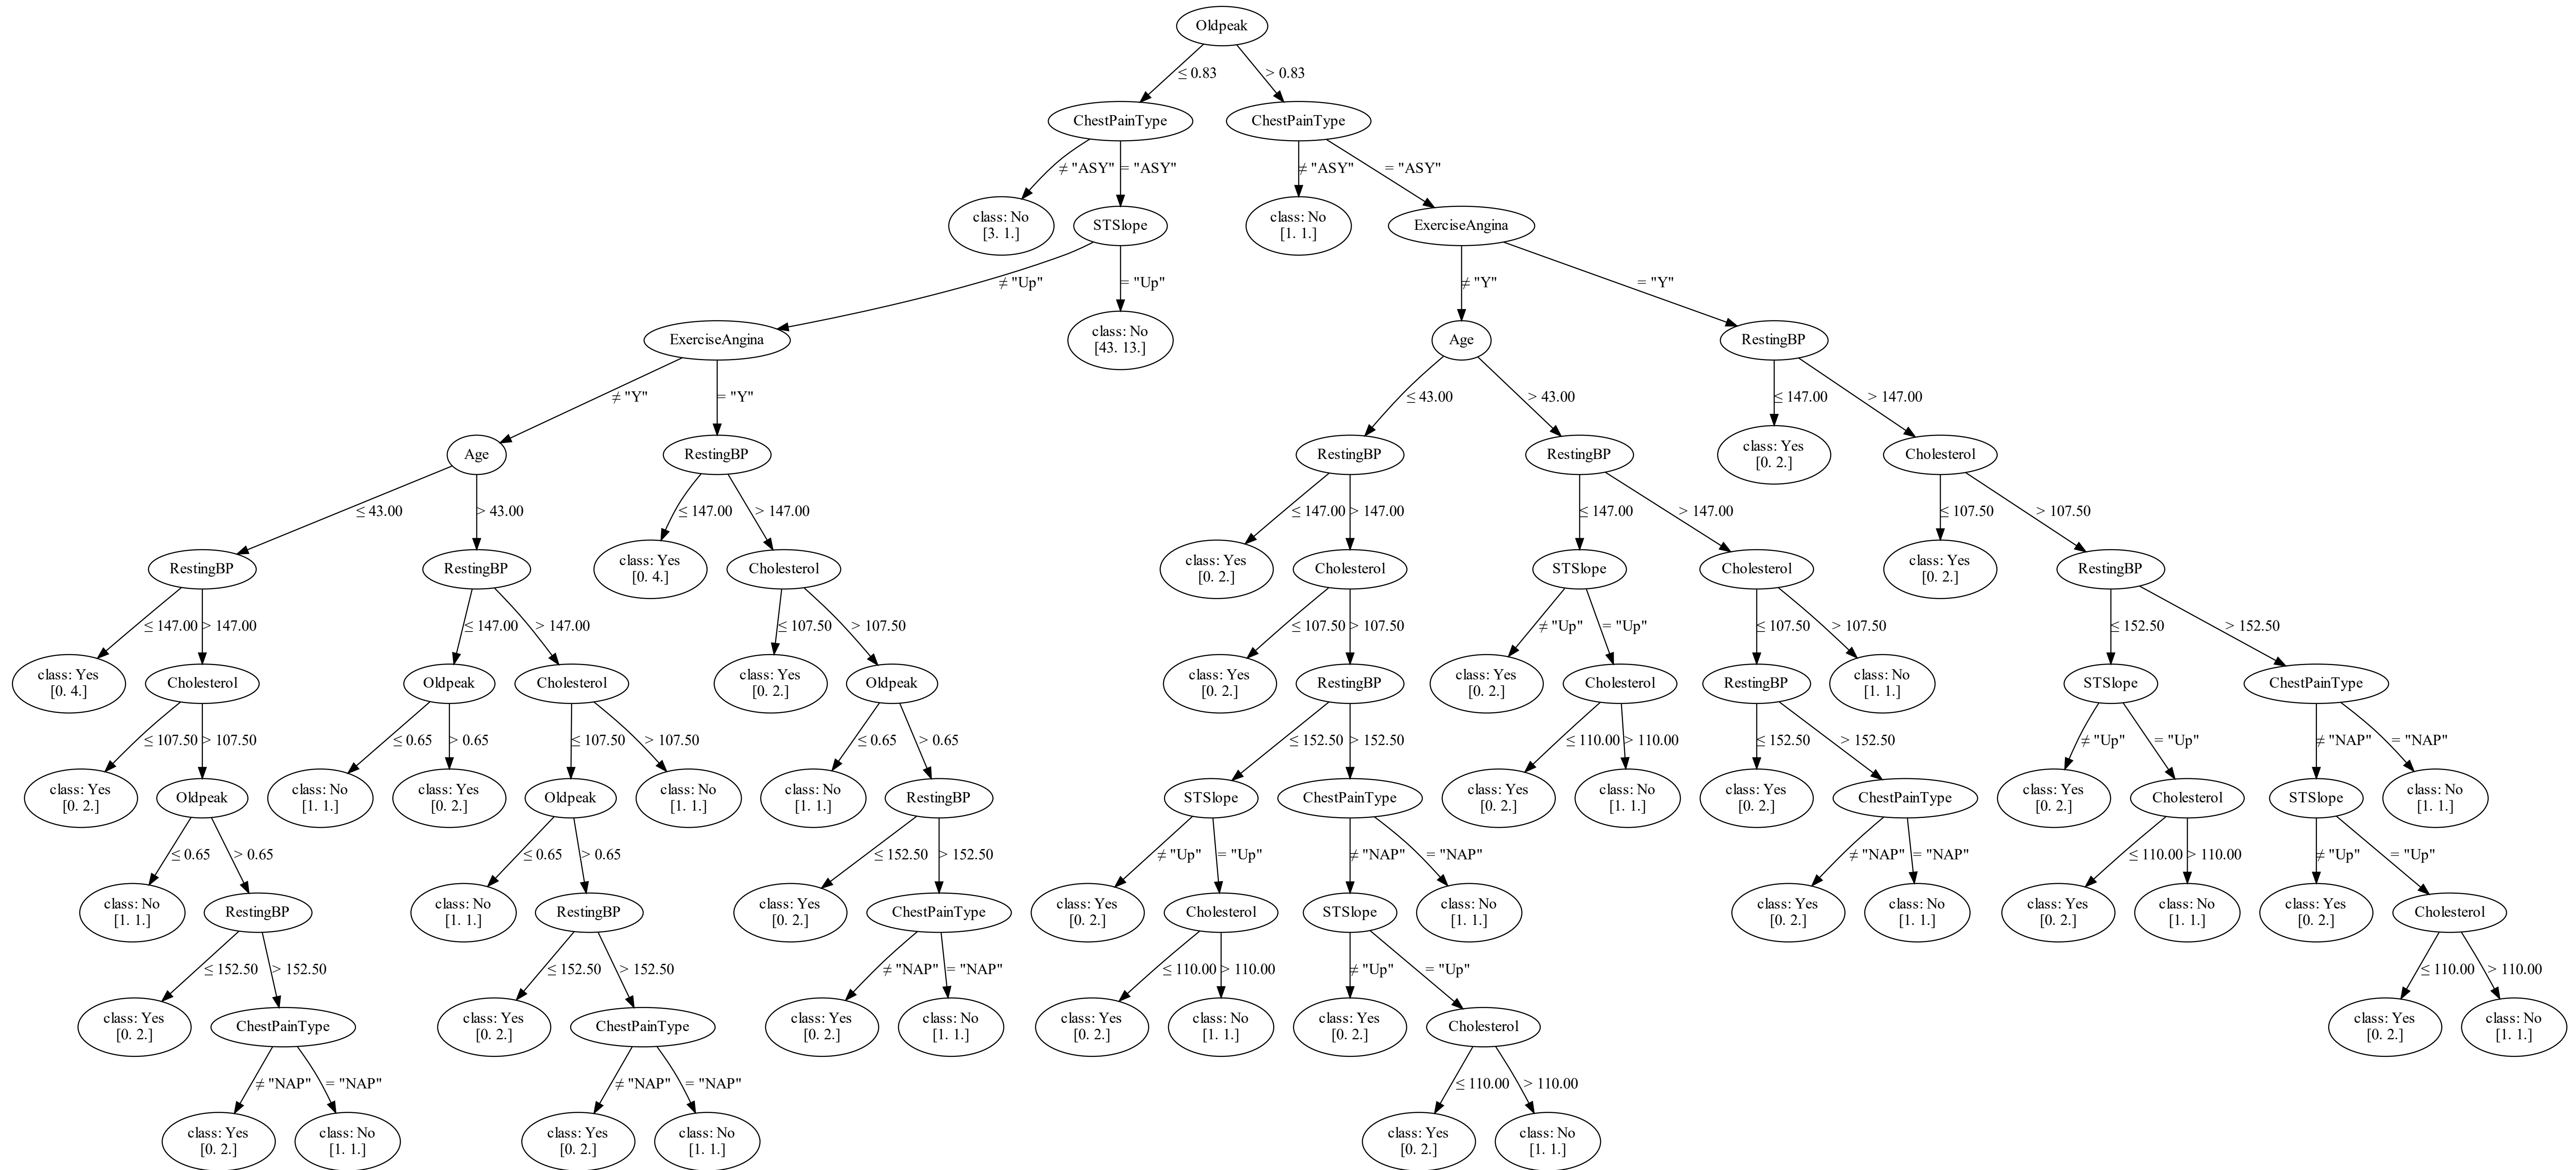 Oldpeak
≤ 0.83
> 0.83
ChestPainType
ChestPainType
≠ "ASY"
= "ASY"
≠ "ASY"
= "ASY"
class: No
[3. 1.]
STSlope
class: No
[1. 1.]
ExerciseAngina
≠ "Up"
= "Up"
≠ "Y"
= "Y"
ExerciseAngina
class: No
[43. 13.]
Age
RestingBP
≠ "Y"
= "Y"
≤ 43.00
> 43.00
≤ 147.00
> 147.00
Age
RestingBP
RestingBP
RestingBP
class: Yes
[0. 2.]
Cholesterol
≤ 43.00
> 43.00
≤ 147.00
> 147.00
≤ 147.00
> 147.00
≤ 147.00
> 147.00
≤ 107.50
> 107.50
RestingBP
RestingBP
class: Yes
[0. 4.]
Cholesterol
class: Yes
[0. 2.]
Cholesterol
STSlope
Cholesterol
class: Yes
[0. 2.]
RestingBP
≤ 147.00
> 147.00
≤ 147.00
> 147.00
≤ 107.50
> 107.50
≤ 107.50
> 107.50
≠ "Up"
= "Up"
≤ 107.50
> 107.50
≤ 152.50
> 152.50
class: Yes
[0. 4.]
Cholesterol
Oldpeak
Cholesterol
class: Yes
[0. 2.]
Oldpeak
class: Yes
[0. 2.]
RestingBP
class: Yes
[0. 2.]
Cholesterol
RestingBP
class: No
[1. 1.]
STSlope
ChestPainType
≤ 107.50
> 107.50
≤ 0.65
> 0.65
≤ 107.50
> 107.50
≤ 0.65
> 0.65
≤ 152.50
> 152.50
≤ 110.00
> 110.00
≤ 152.50
> 152.50
≠ "Up"
= "Up"
≠ "NAP"
= "NAP"
class: Yes
[0. 2.]
Oldpeak
class: No
[1. 1.]
class: Yes
[0. 2.]
Oldpeak
class: No
[1. 1.]
class: No
[1. 1.]
RestingBP
STSlope
ChestPainType
class: Yes
[0. 2.]
class: No
[1. 1.]
class: Yes
[0. 2.]
ChestPainType
class: Yes
[0. 2.]
Cholesterol
STSlope
class: No
[1. 1.]
≤ 0.65
> 0.65
≤ 0.65
> 0.65
≤ 152.50
> 152.50
≠ "Up"
= "Up"
≠ "NAP"
= "NAP"
≠ "NAP"
= "NAP"
≤ 110.00
> 110.00
≠ "Up"
= "Up"
class: No
[1. 1.]
RestingBP
class: No
[1. 1.]
RestingBP
class: Yes
[0. 2.]
ChestPainType
class: Yes
[0. 2.]
Cholesterol
STSlope
class: No
[1. 1.]
class: Yes
[0. 2.]
class: No
[1. 1.]
class: Yes
[0. 2.]
class: No
[1. 1.]
class: Yes
[0. 2.]
Cholesterol
≤ 152.50
> 152.50
≤ 152.50
> 152.50
≠ "NAP"
= "NAP"
≤ 110.00
> 110.00
≠ "Up"
= "Up"
≤ 110.00
> 110.00
class: Yes
[0. 2.]
ChestPainType
class: Yes
[0. 2.]
ChestPainType
class: Yes
[0. 2.]
class: No
[1. 1.]
class: Yes
[0. 2.]
class: No
[1. 1.]
class: Yes
[0. 2.]
Cholesterol
class: Yes
[0. 2.]
class: No
[1. 1.]
≠ "NAP"
= "NAP"
≠ "NAP"
= "NAP"
≤ 110.00
> 110.00
class: Yes
[0. 2.]
class: No
[1. 1.]
class: Yes
[0. 2.]
class: No
[1. 1.]
class: Yes
[0. 2.]
class: No
[1. 1.]